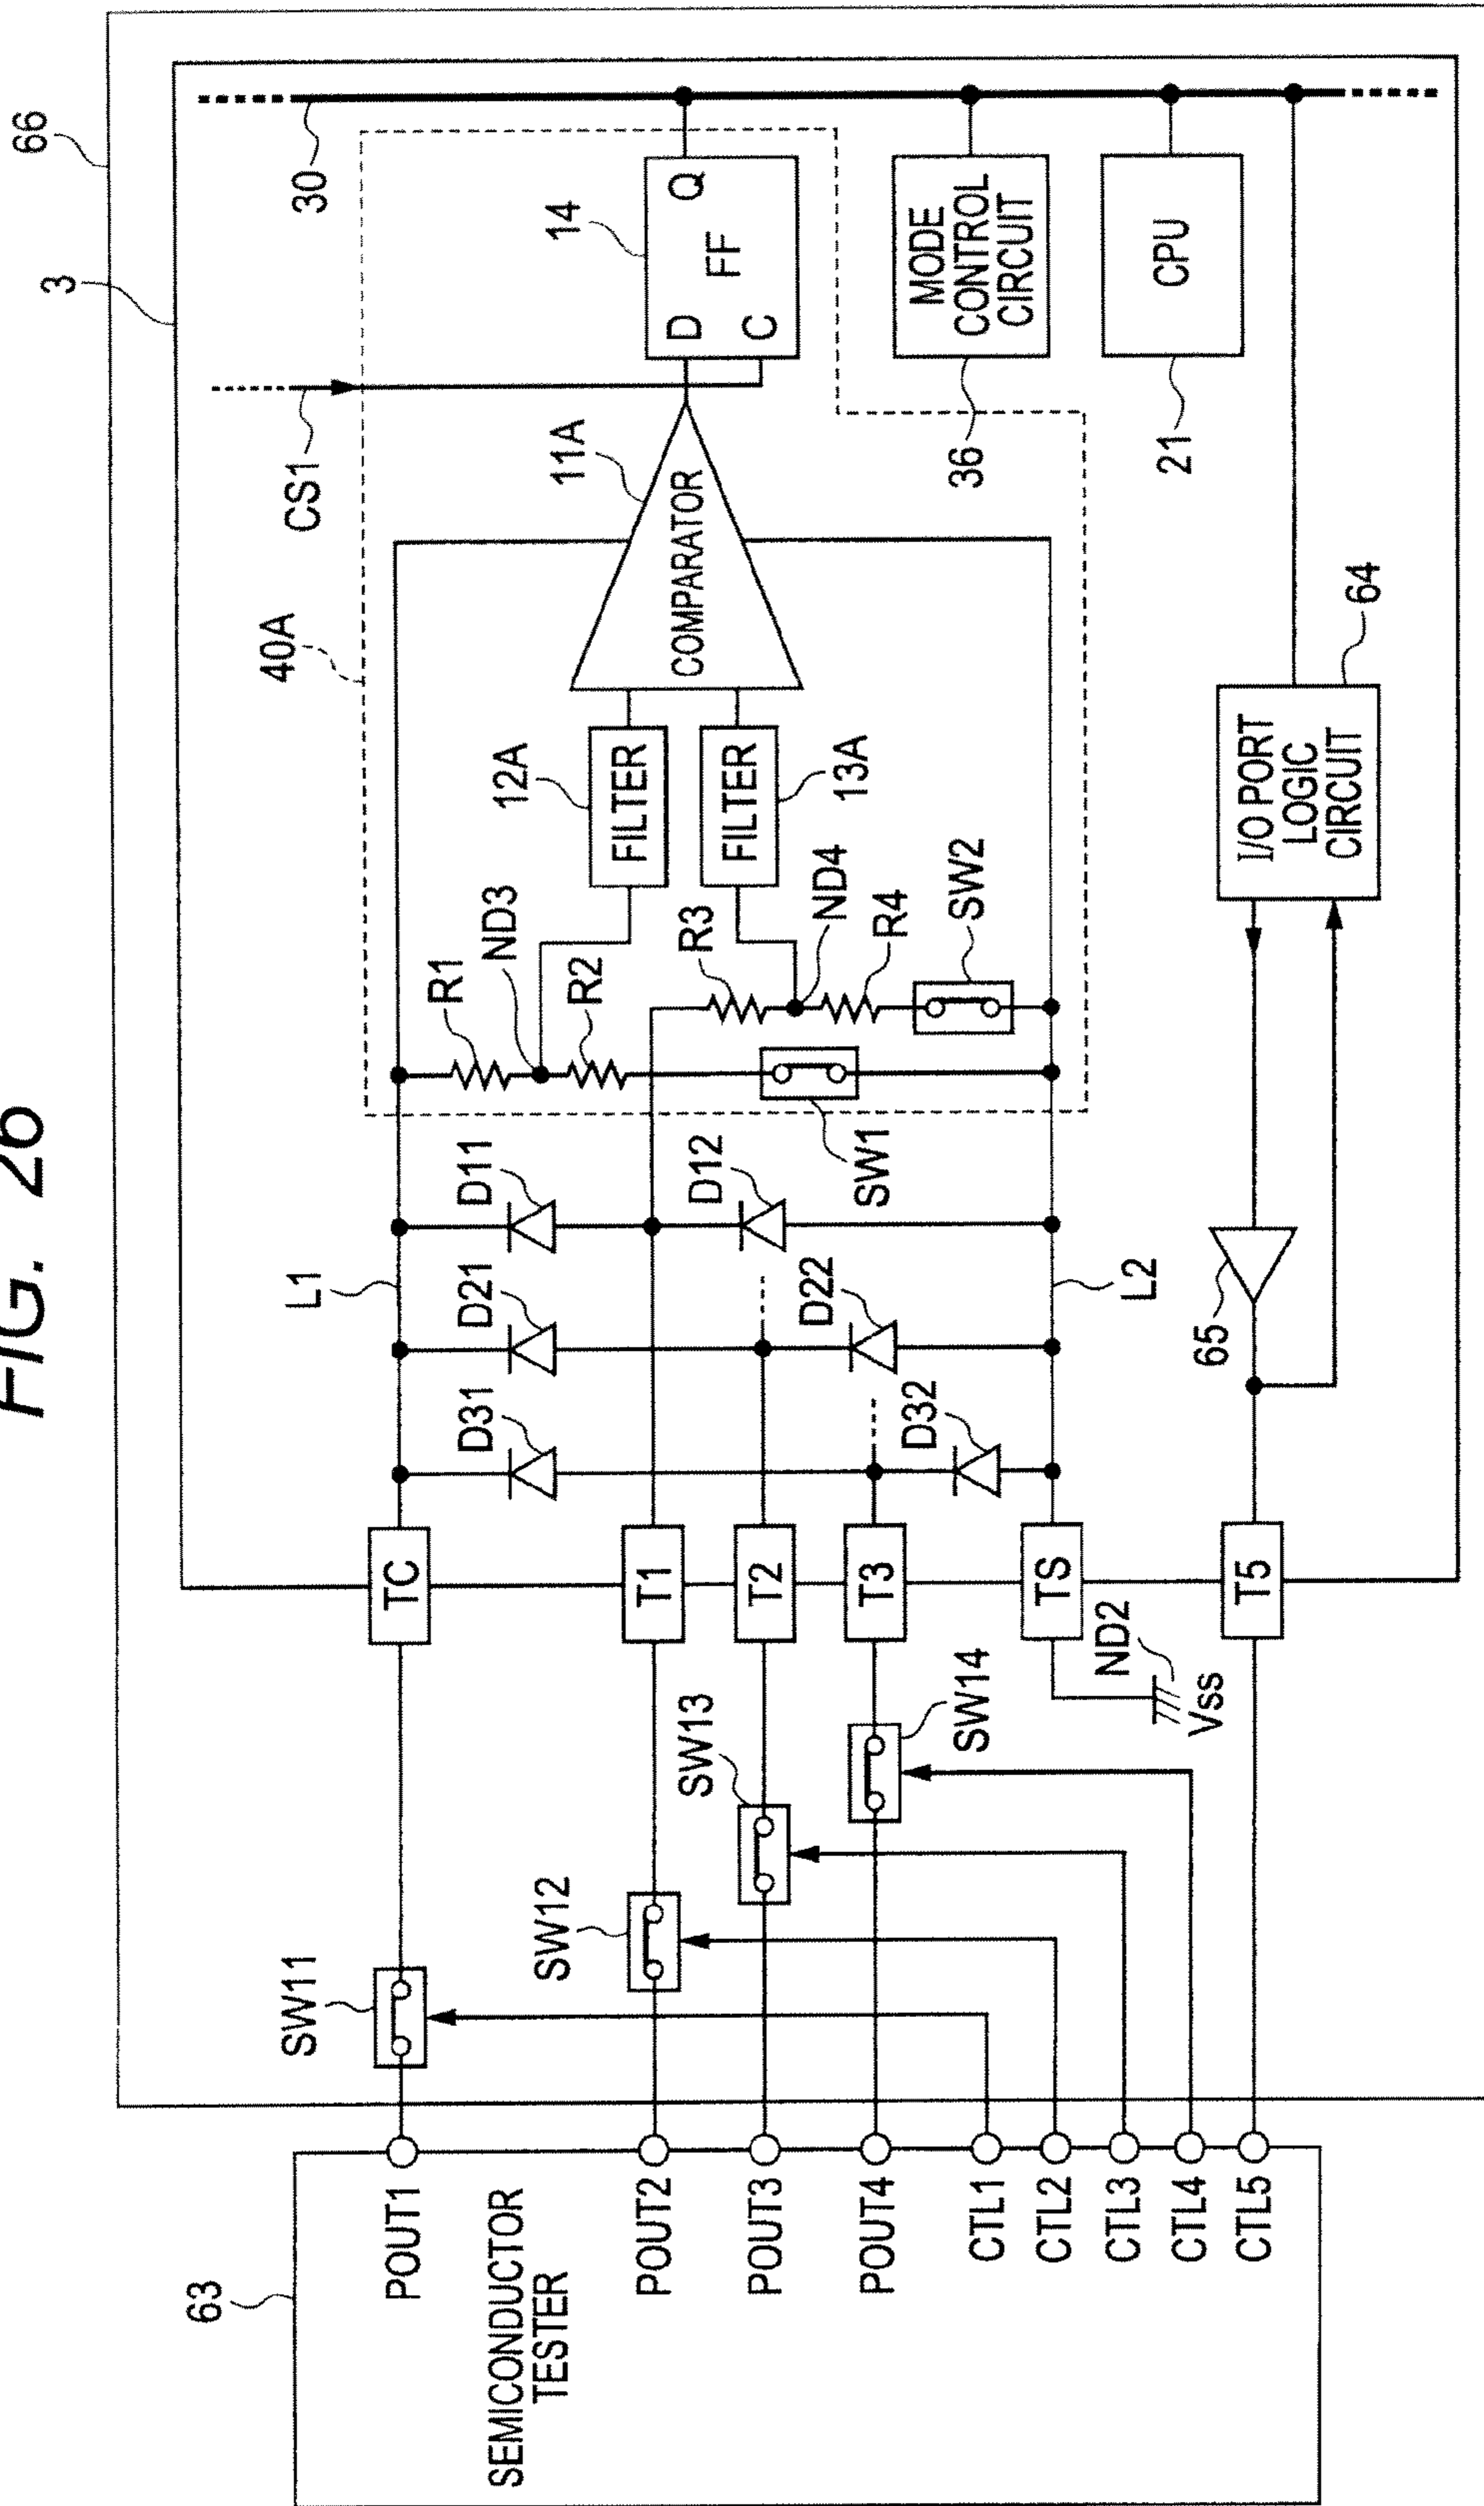 FIG. 26
66
3
30
CS1
40A
14
D
Q
FF
C
11A
COMPARATOR
MODE
CONTROL
CIRCUIT
36
CPU
21
12A
FILTER
FILTER
13A
R1
ND3
R2
R3
ND4
R4
SW2
SW1
I/O PORT
LOGIC
CIRCUIT
64
L1
D11
D12
D21
D22
D31
D32
L2
65
TC
T1
T2
T3
TS
T5
ND2
Vss
SW11
SW12
SW13
SW14
63
SEMICONDUCTOR
TESTER
POUT1
POUT2
POUT3
POUT4
CTL1
CTL2
CTL3
CTL4
CTL5